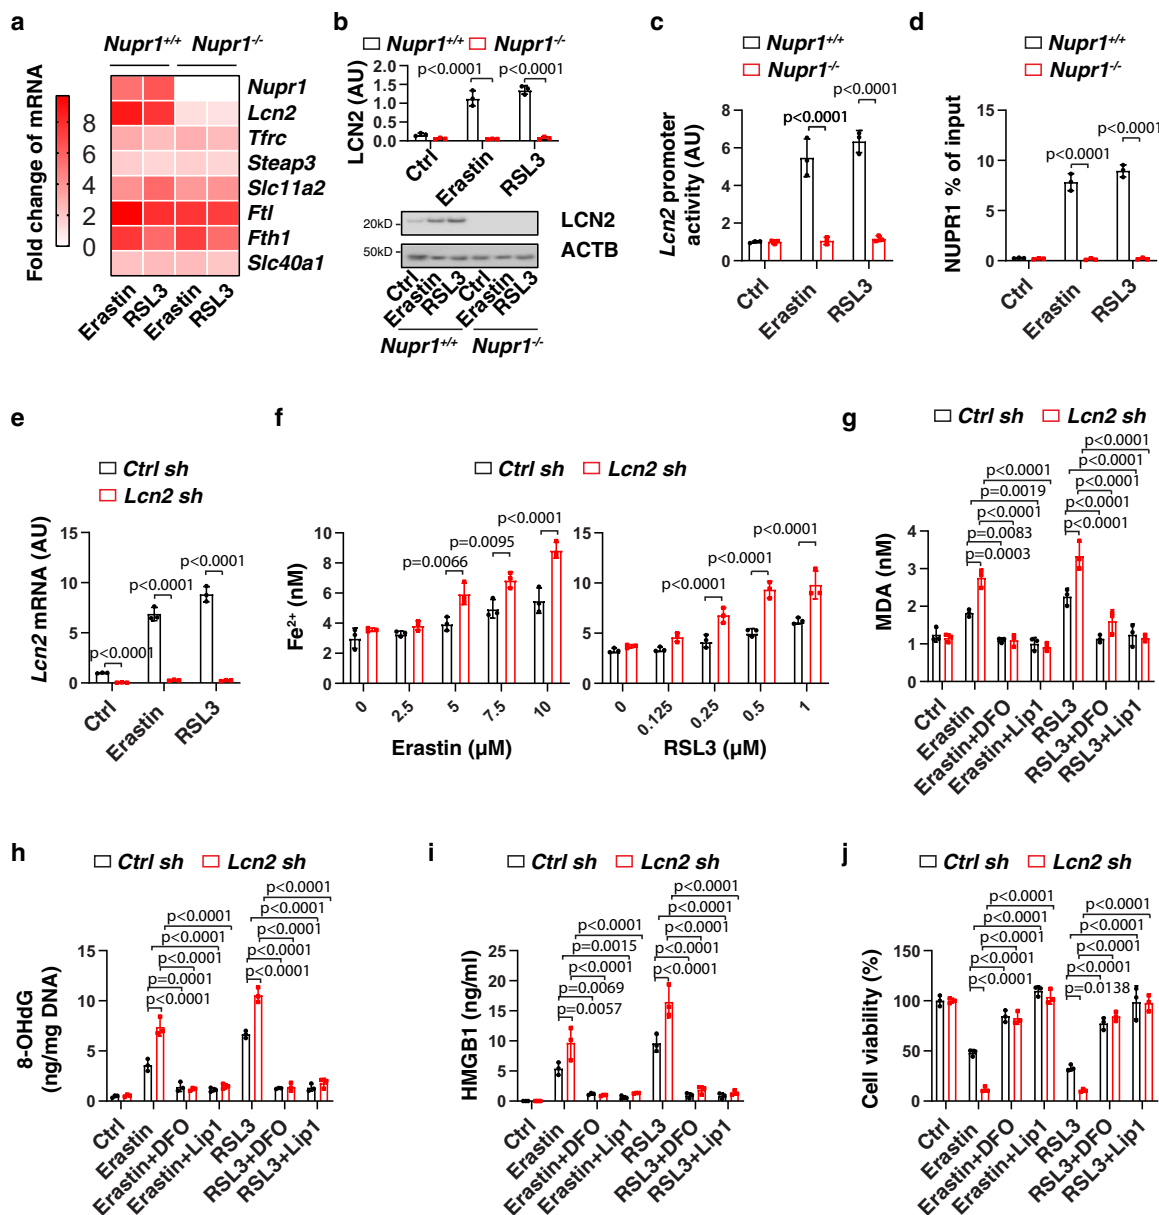 a
Nupr1+/+ Nupr1-/-
Fold change of mRNA
8
6
4
2
0
Nupr1
Lcn2
Tfrc
Steap3
Slc11a2
Ftl
Fth1
Slc40a1
Erastin
RSL3
Erastin
RSL3
b
Nupr1+/+ Nupr1-/-
p<0.0001 p<0.0001
LCN2 (AU)
2.0
1.5
1.0
0.5
0.0
Ctrl
Erastin
RSL3
20kD
LCN2
50kD
ACTB
Ctrl
Erastin
RSL3
Ctrl
Erastin
RSL3
Nupr1+/+ Nupr1-/-
c
Nupr1+/+
Nupr1-/-
Lcn2 promoter
activity (AU)
8
6
4
2
0
p<0.0001
p<0.0001
Ctrl
Erastin
RSL3
d
Nupr1+/+
Nupr1-/-
NUPR1 % of input
15
10
5
0
p<0.0001
p<0.0001
Ctrl
Erastin
RSL3
e
Ctrl sh
Lcn2 sh
Lcn2 mRNA (AU)
15
10
5
0
p<0.0001
p<0.0001
p<0.0001
Ctrl
Erastin
RSL3
f
Ctrl sh Lcn2 sh
Fe2+ (nM)
10
8
6
4
2
0
p=0.0066
p=0.0095
p<0.0001
0
2.5
5
7.5
10
Erastin (μM)
15
10
5
0
p<0.0001
p<0.0001
p<0.0001
0
0.125
0.25
0.5
1
RSL3 (μM)
g
Ctrl sh Lcn2 sh
MDA (nM)
4
3
2
1
0
p<0.0001
p=0.0019
p<0.0001
p=0.0083
p=0.0003
p<0.0001
p<0.0001
p<0.0001
p<0.0001
p<0.0001
Ctrl
Erastin
Erastin+DFO
Erastin+Lip1
RSL3
RSL3+DFO
RSL3+Lip1
h
Ctrl sh Lcn2 sh
8-OHdG
(ng/mg DNA)
15
10
5
0
p<0.0001
p<0.0001
p<0.0001
p=0.0001
p<0.0001
p<0.0001
p<0.0001
p<0.0001
p<0.0001
p<0.0001
Ctrl
Erastin
Erastin+DFO
Erastin+Lip1
RSL3
RSL3+DFO
RSL3+Lip1
i
Ctrl sh Lcn2 sh
HMGB1 (ng/ml)
25
20
15
10
5
0
p<0.0001
p=0.0015
p<0.0001
p=0.0069
p=0.0057
p<0.0001
p<0.0001
p<0.0001
p<0.0001
p<0.0001
Ctrl
Erastin
Erastin+DFO
Erastin+Lip1
RSL3
RSL3+DFO
RSL3+Lip1
j
Ctrl sh Lcn2 sh
Cell viability (%)
150
100
50
0
p<0.0001
p<0.0001
p<0.0001
p<0.0001
p<0.0001
p<0.0001
p<0.0001
p<0.0001
p<0.0001
p=0.0138
Ctrl
Erastin
Erastin+DFO
Erastin+Lip1
RSL3
RSL3+DFO
RSL3+Lip1